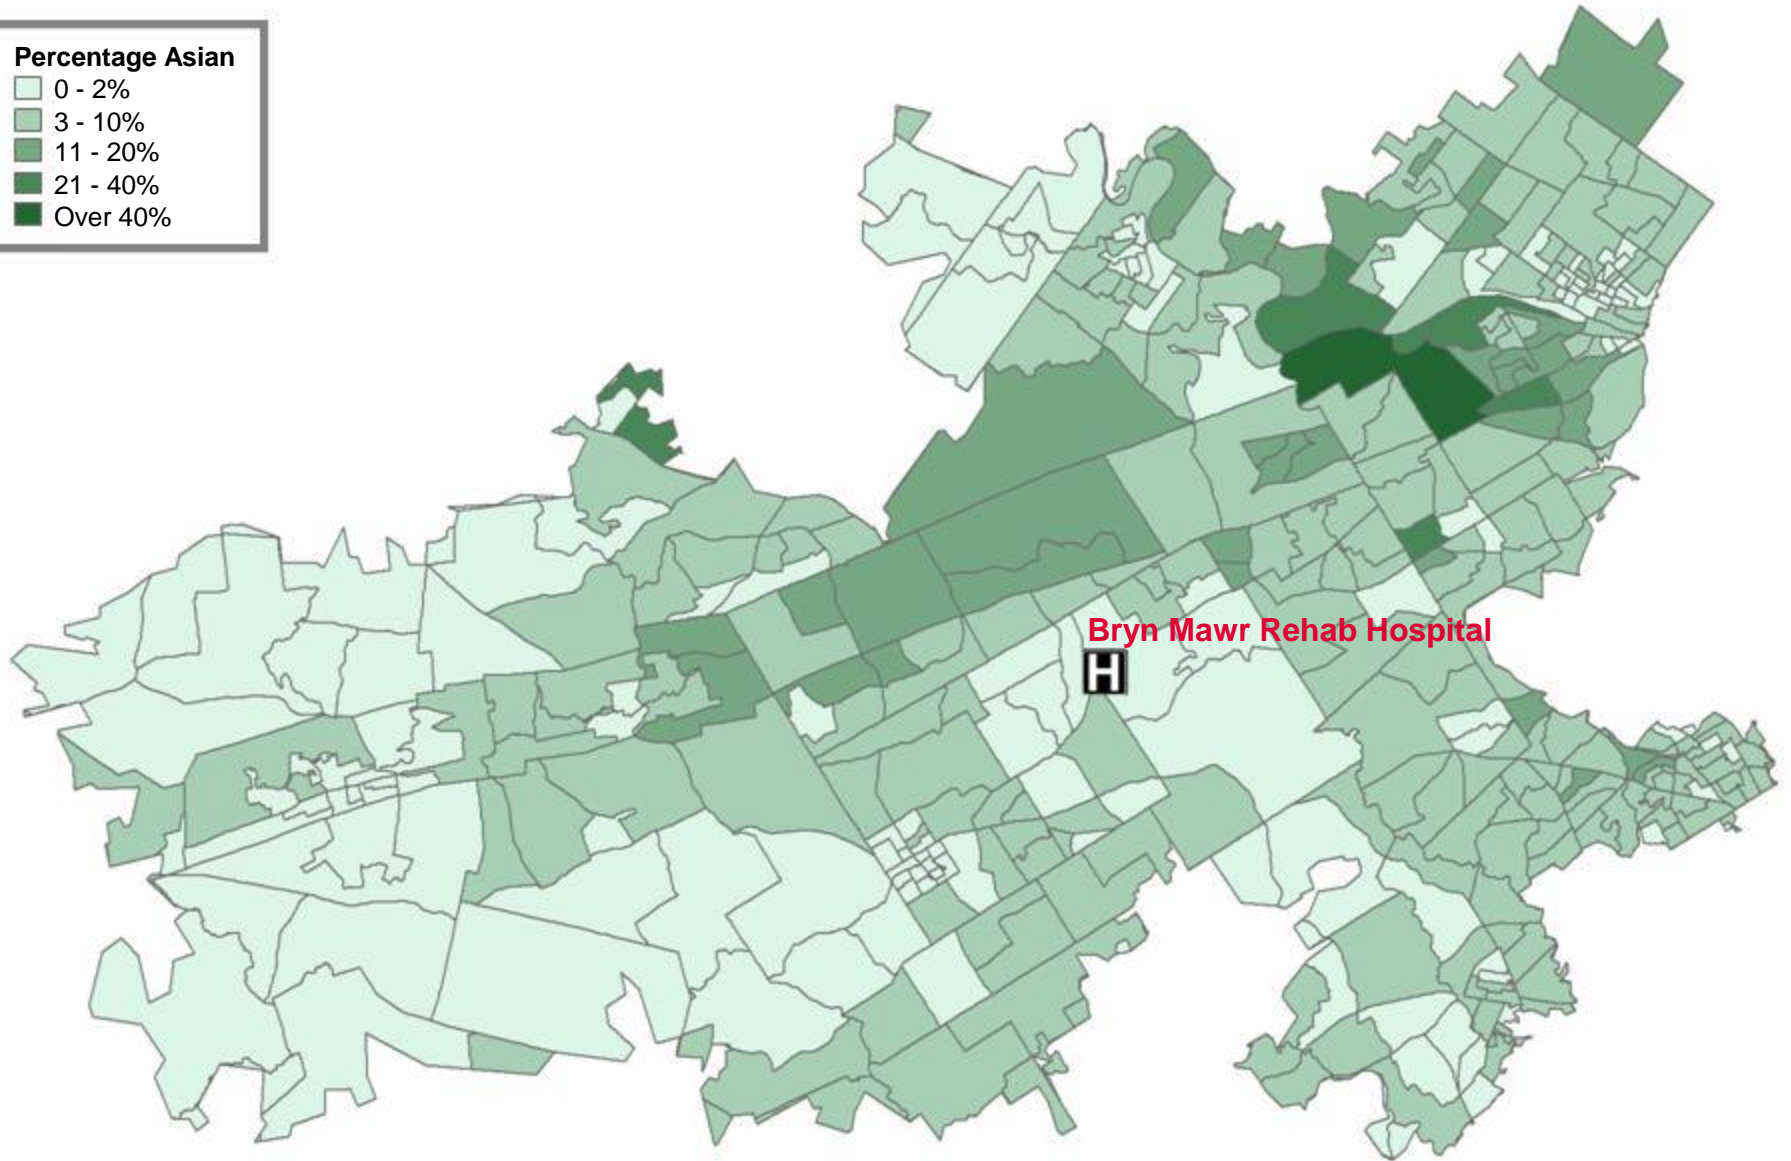 Percentage Asian
0 - 2%
3 - 10%
11 - 20%
21 - 40%
Over 40%
Bryn Mawr Rehab Hospital
H